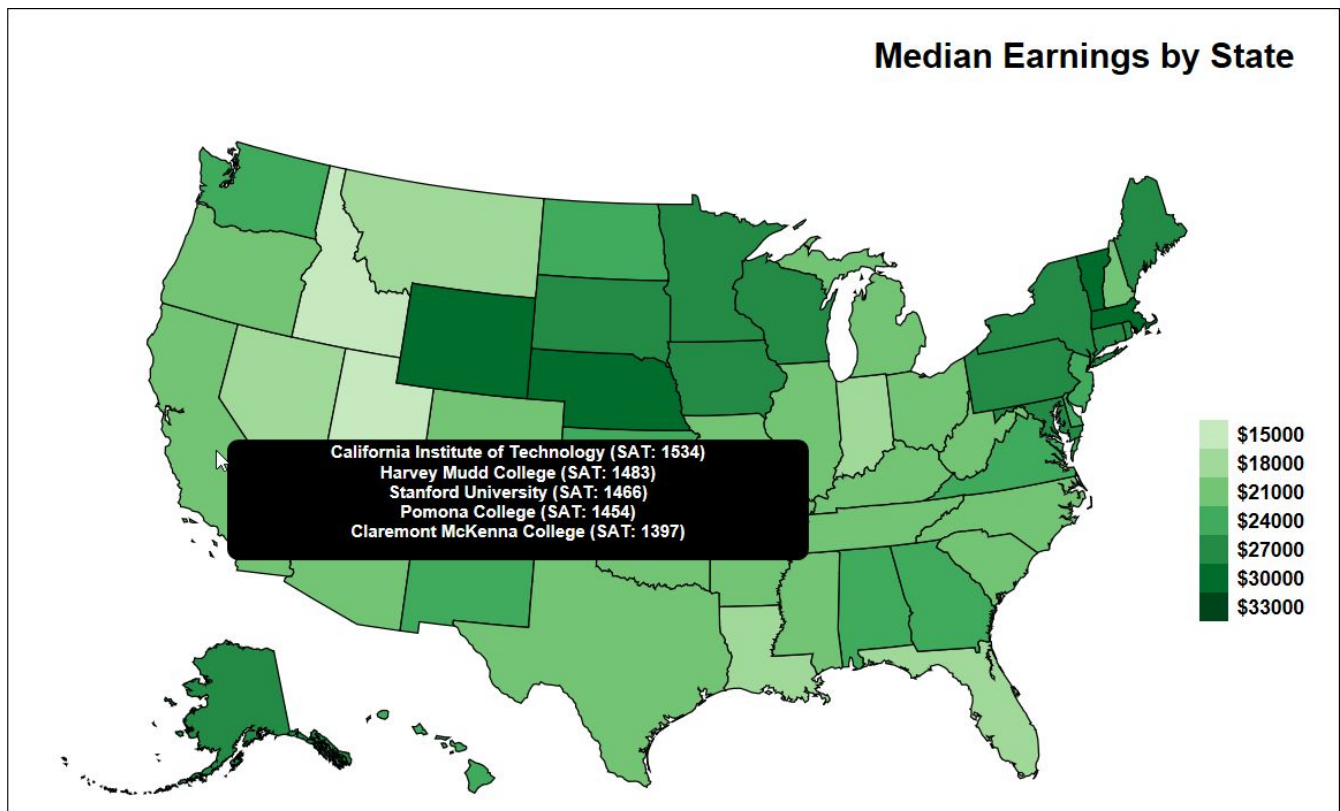 Median Earnings by State
California Institute of Technology (SAT: 1534)
Harvey Mudd College (SAT: 1483)
Stanford University (SAT: 1466)
Pomona College (SAT: 1454)
Claremont McKenna College (SAT: 1397)
$15000
$18000
$21000
$24000
$27000
$30000
$33000